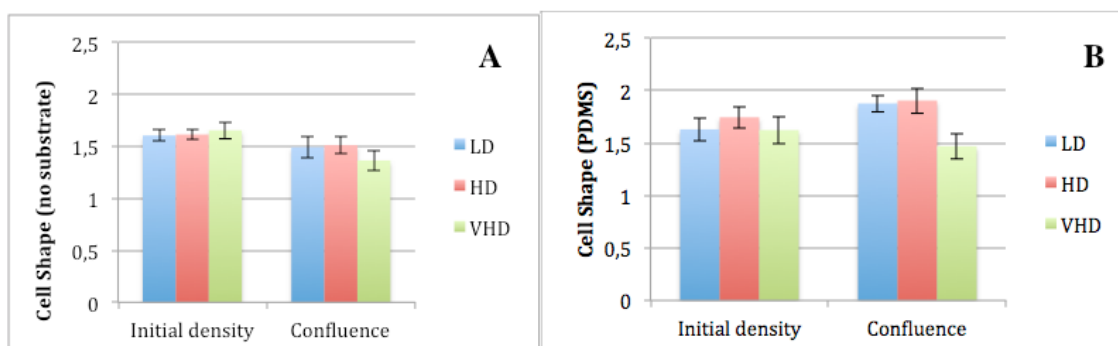 A
Cell Shape (no substrate)
2,5
2
1,5
1
0,5
0
Initial density
Confluence
LD
HD
VHD
B
Cell Shape (PDMS)
2,5
2
1,5
1
0,5
0
Initial density
Confluence
LD
HD
VHD